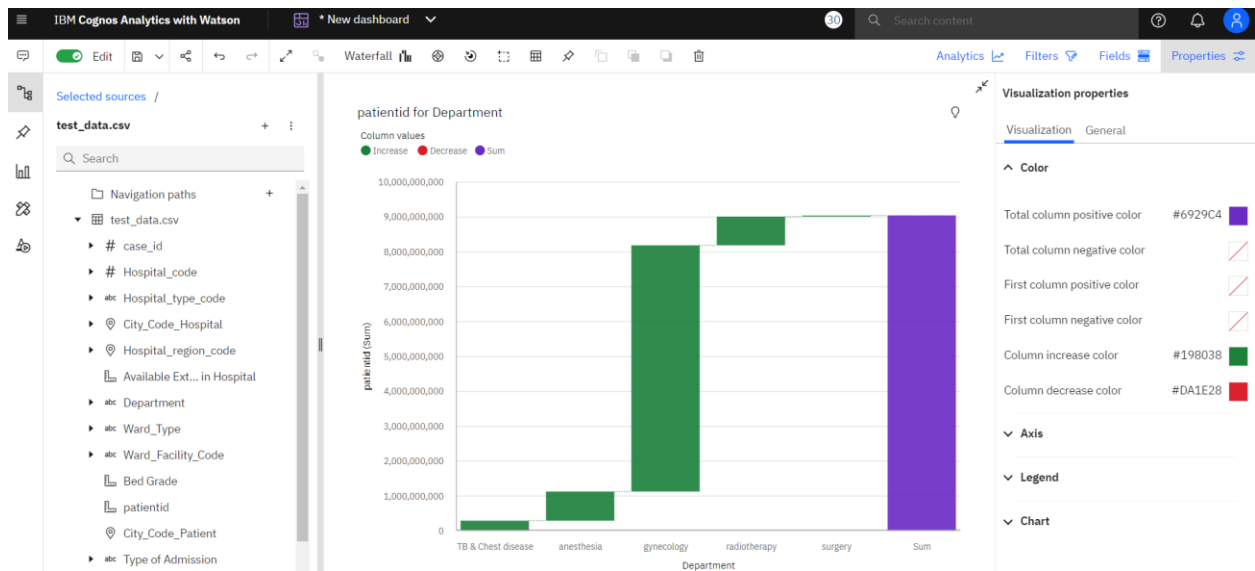 IBM Cognos Analytics with Watson
* New dashboard
30
Search content
Edit
Waterfall
Analytics
Filters
Fields
Properties
Selected sources /
test_data.csv
Search
Navigation paths
test_data.csv
# case_id
# Hospital_code
abc Hospital_type_code
City_Code_Hospital
Hospital_region_code
Available Ext... in Hospital
abc Department
abc Ward_Type
abc Ward_Facility_Code
Bed Grade
patientid
City_Code_Patient
abc Type of Admission
patientid for Department
Column values
Increase Decrease Sum
10,000,000,000
9,000,000,000
8,000,000,000
7,000,000,000
6,000,000,000
5,000,000,000
4,000,000,000
3,000,000,000
2,000,000,000
1,000,000,000
0
patientid (Sum)
TB & Chest disease anesthesia gynecology radiotherapy surgery Sum
Department
Visualization properties
Visualization General
Color
Total column positive color #6929C4
Total column negative color
First column positive color
First column negative color
Column increase color #198038
Column decrease color #DA1E28
Axis
Legend
Chart